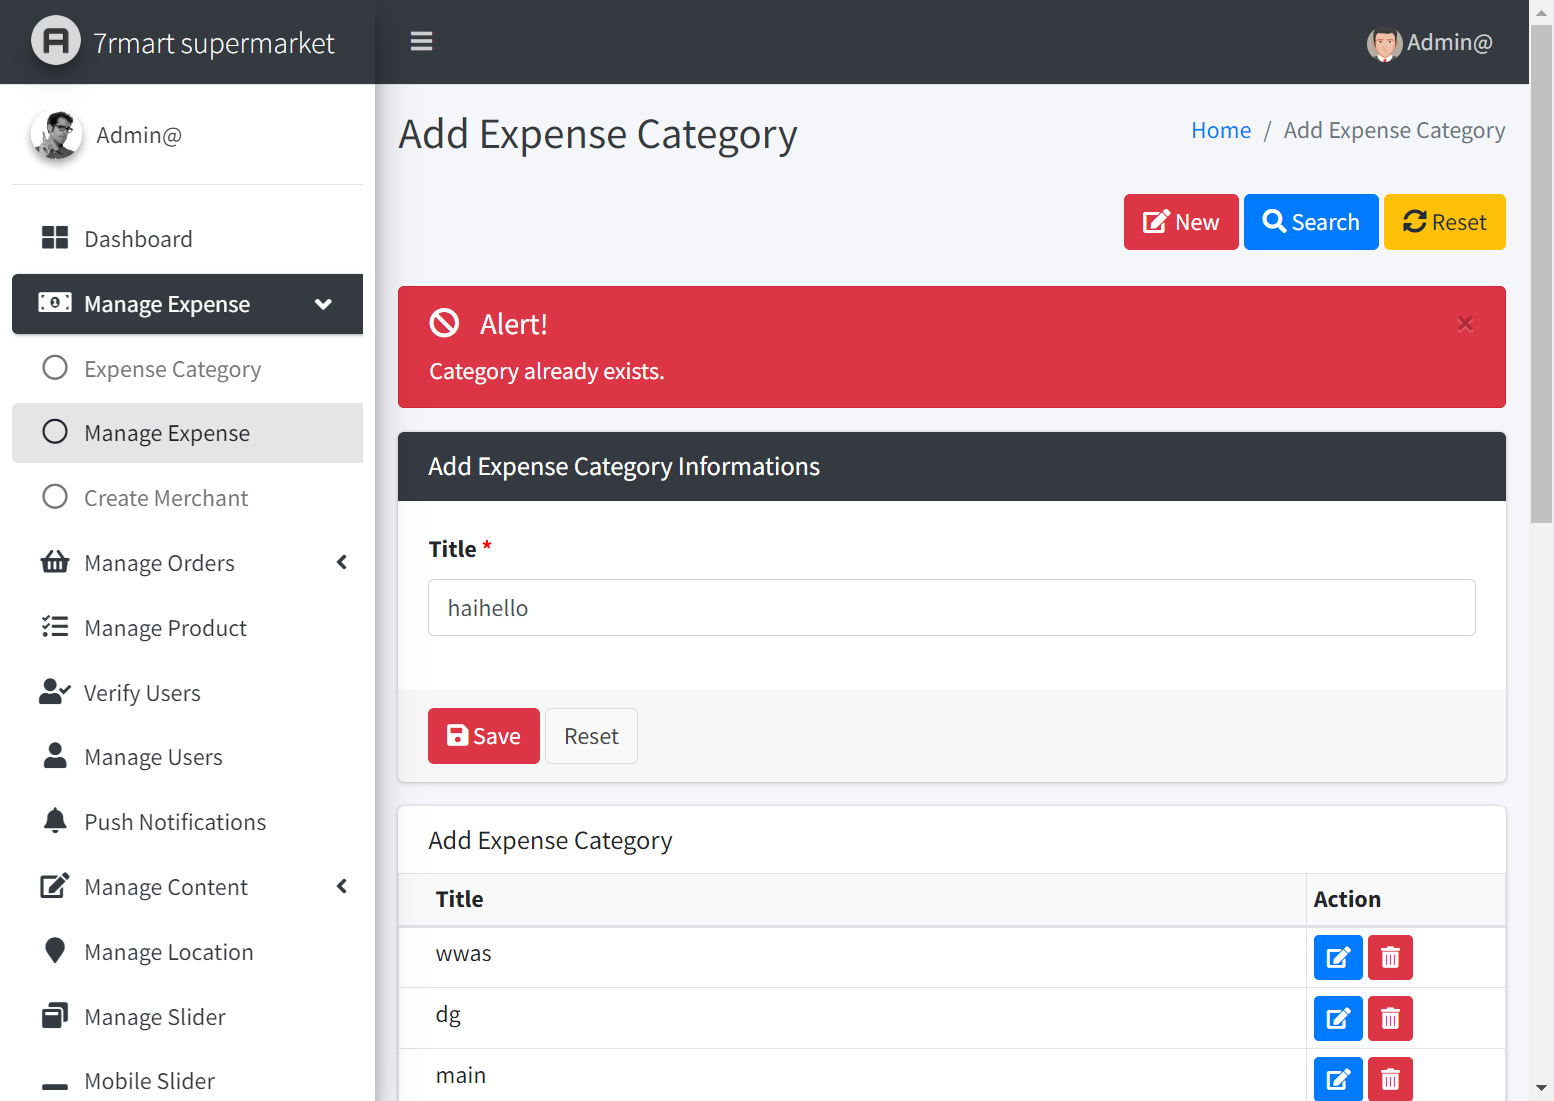 7rmart supermarket
Admin@
Admin@
Add Expense Category
Home / Add Expense Category
New Search Reset
Dashboard
Manage Expense
Expense Category
Manage Expense
Create Merchant
Manage Orders
Manage Product
Verify Users
Manage Users
Push Notifications
Manage Content
Manage Location
Manage Slider
Mobile Slider
Alert!
×
Category already exists.
Add Expense Category Informations
Title *
haihello
Save Reset
Add Expense Category
Title Action
wwas
dg
main